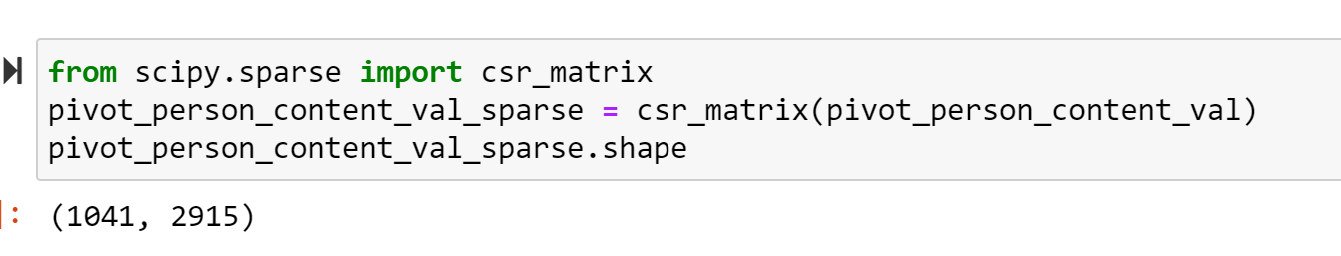 from scipy.sparse import csr_matrix
pivot_person_content_val_sparse = csr_matrix(pivot_person_content_val)
pivot_person_content_val_sparse.shape
]: (1041, 2915)